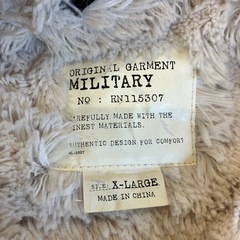 ORIGINAL GARMENT
MILITARY
NO : RN115307
CAREFULLY MADE WITH THE
FINEST MATERIALS.
AUTHENTIC DESIGN FOR COMFORT
SIZE: X-LARGE
MADE IN CHINA